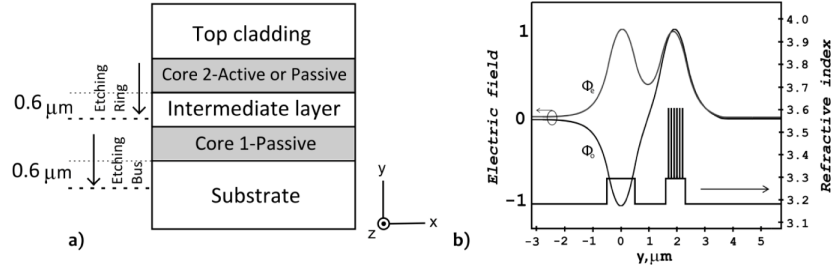 Top cladding
Core 2-Active or Passive
Intermediate layer
Core 1-Passive
Substrate
0.6 μm
Etching
Ring
0.6 μm
Etching
Bus
y
x
z
a)
Electric field
1
0
-1
Φe
Φo
-3 -2 -1 0 1 2 3 4 5
y,μm
4.0
3.9
3.8
3.7
3.6
3.5
3.4
3.3
3.2
3.1
Refractive index
b)